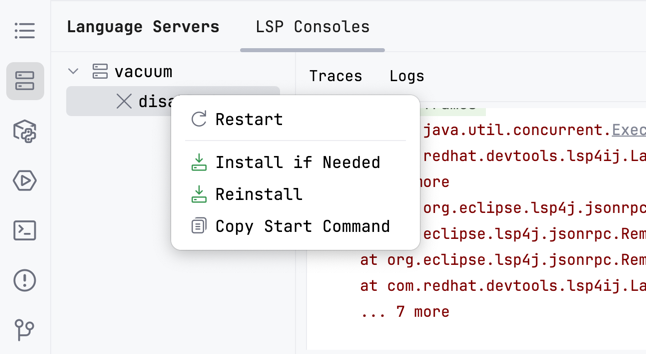 Language Servers LSP Consoles
vacuum
Traces Logs
Restart
java.util.concurrent.
Install if Needed
Reinstall
more
Copy Start Command
at org.eclipse.lsp4j.jsonrpc.Rem
at com.redhat.devtools.lsp4ij.La
... 7 more
org.eclipse.lsp4j.jsonrpc
.eclipse.lsp4j.jsonrpc.Rem
.redhat.devtools.lsp4ij.La